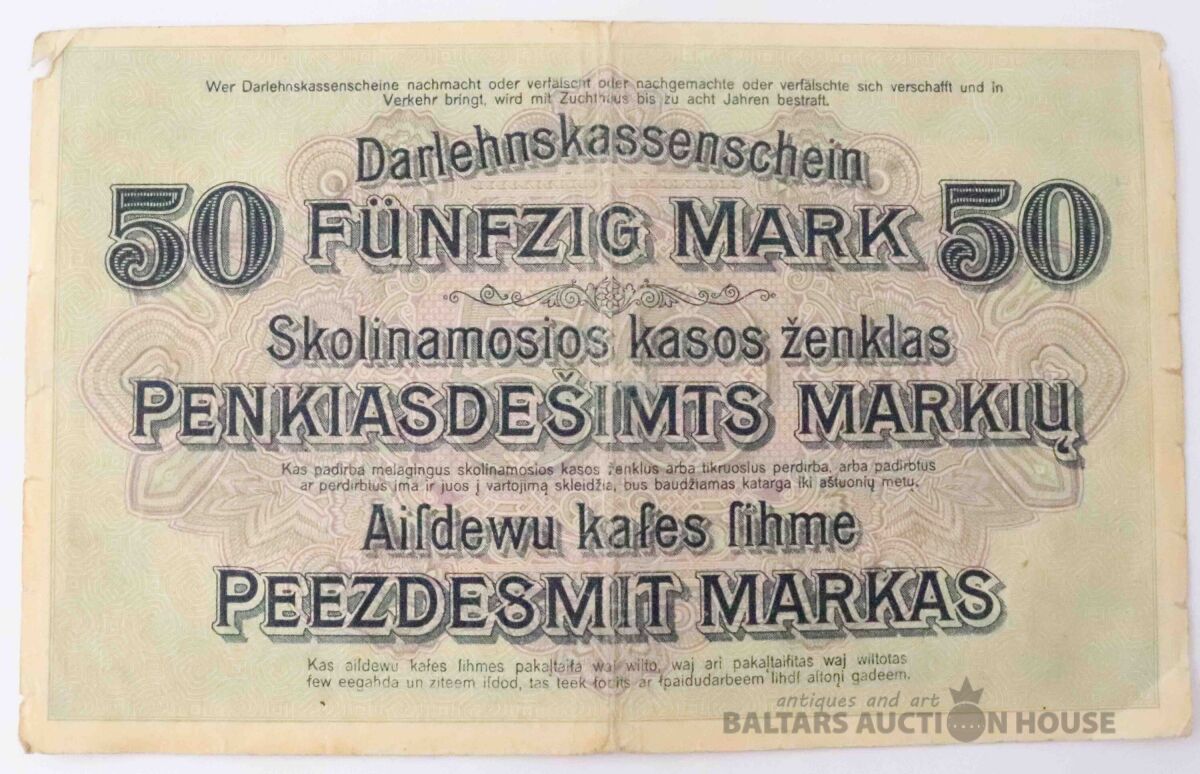 Wer Darlehnskassenscheine nachmacht oder verfälscht oder nachgemachte oder verfälschte sich verschafft und in
Verkehr bringt, wird mit Zuchthaus bis zu acht Jahren bestraft.
Darlehnskassenschein
50 FÜNFZIG MARK 50
Skolinamosios kasos ženklas
PENKIASDEŠIMTS MARKIŲ
Kas padirba melagingus skolinamosios kasos ženklus arba tikruosius perdirba, arba padirbtus
ar perdirbtus ima ir juos į vartojimą skleidžia, bus baudžiamas katarga iki aštuonių metų.
Aiſdewu kaſes ſihme
PEEZDESMIT MARKAS
Kas aiſdewu kaſes ſihmes pakaļtaiſa waj wilto, waj ari pakaļtaiſitas waj wiltotas
ſew eegahda un ziteem iſdod, tas teek ſodits ar ſpaidudarbeem lihdſ aſtoņi gadeem.
antiques and art
BALTARS AUCTION HOUSE